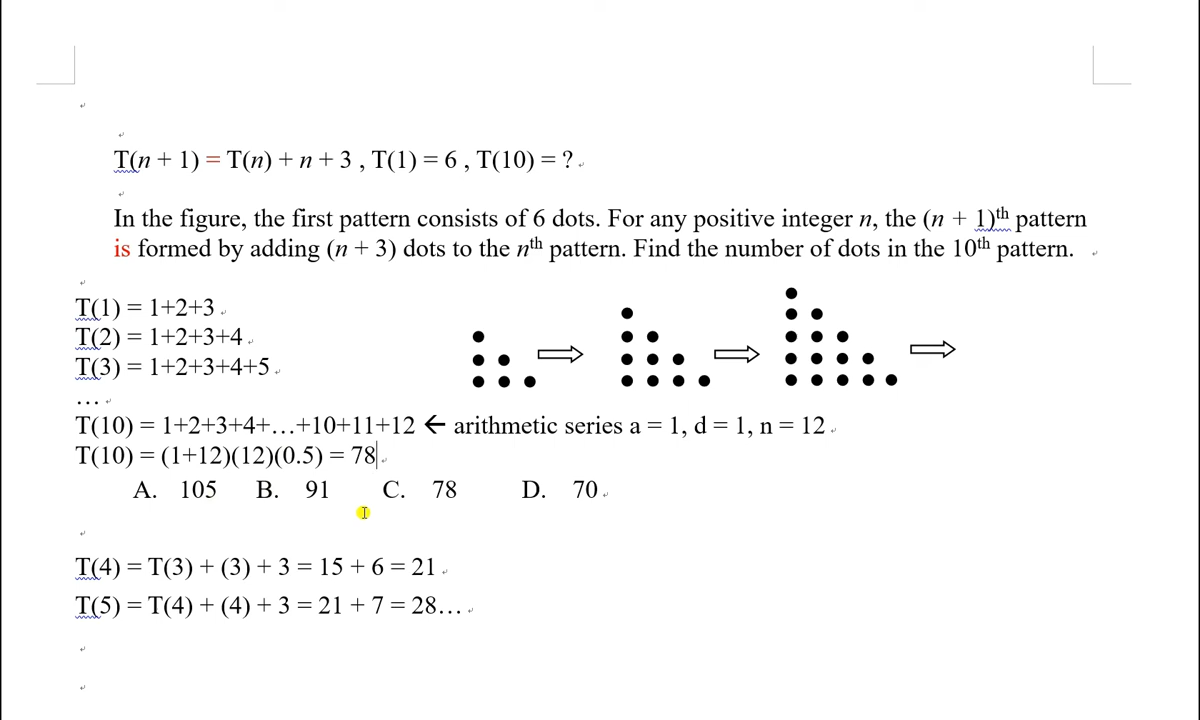 T(n + 1) = T(n) + n + 3 , T(1) = 6 , T(10) = ?
In the figure, the first pattern consists of 6 dots. For any positive integer n, the (n + 1)th pattern
is formed by adding (n + 3) dots to the nth pattern. Find the number of dots in the 10th pattern.
T(1) = 1+2+3
T(2) = 1+2+3+4
T(3) = 1+2+3+4+5
…
T(10) = 1+2+3+4+…+10+11+12 ← arithmetic series a = 1, d = 1, n = 12
T(10) = (1+12)(12)(0.5) = 78
A. 105 B. 91 C. 78 D. 70
T(4) = T(3) + (3) + 3 = 15 + 6 = 21
T(5) = T(4) + (4) + 3 = 21 + 7 = 28…